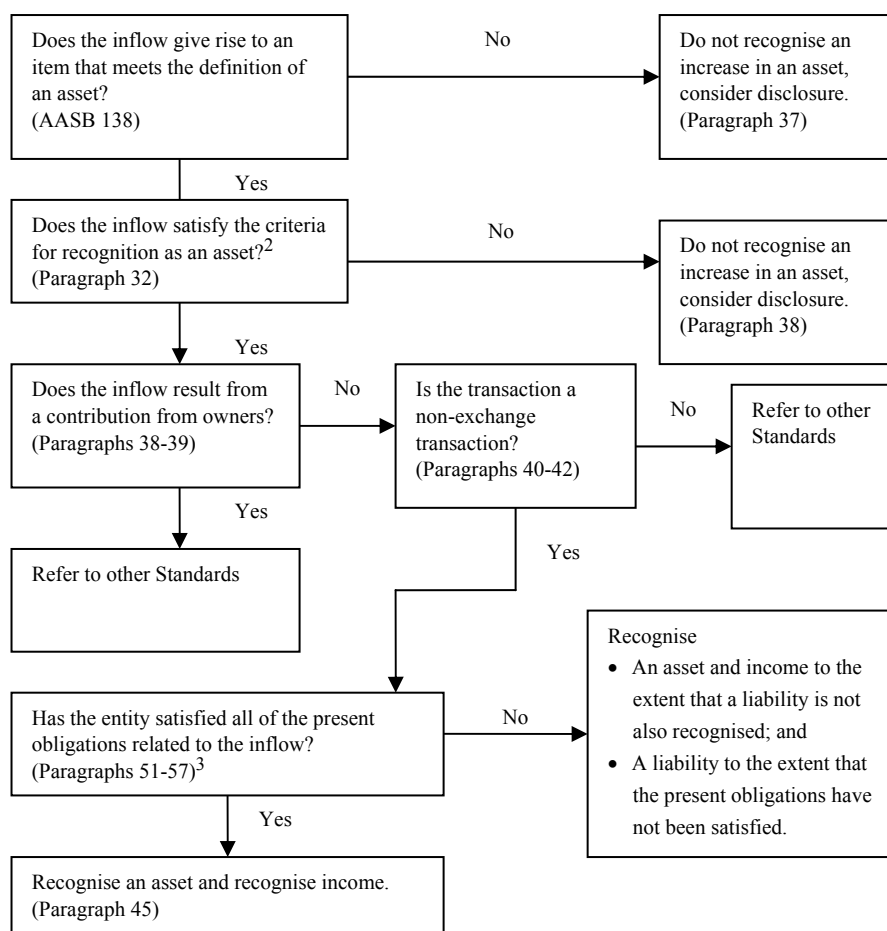 Does the inflow give rise to an
item that meets the definition of
an asset?
(AASB 138)
No
Do not recognise an
increase in an asset,
consider disclosure.
(Paragraph 37)
Yes
Does the inflow satisfy the criteria
for recognition as an asset?2
(Paragraph 32)
No
Do not recognise an
increase in an asset,
consider disclosure.
(Paragraph 38)
Yes
Does the inflow result from
a contribution from owners?
(Paragraphs 38-39)
No
Is the transaction a
non-exchange
transaction?
(Paragraphs 40-42)
No
Refer to other
Standards
Yes
Refer to other Standards
Yes
Has the entity satisfied all of the present
obligations related to the inflow?
(Paragraphs 51-57)3
No
Recognise
• An asset and income to the
extent that a liability is not
also recognised; and
• A liability to the extent that
the present obligations have
not been satisfied.
Yes
Recognise an asset and recognise income.
(Paragraph 45)